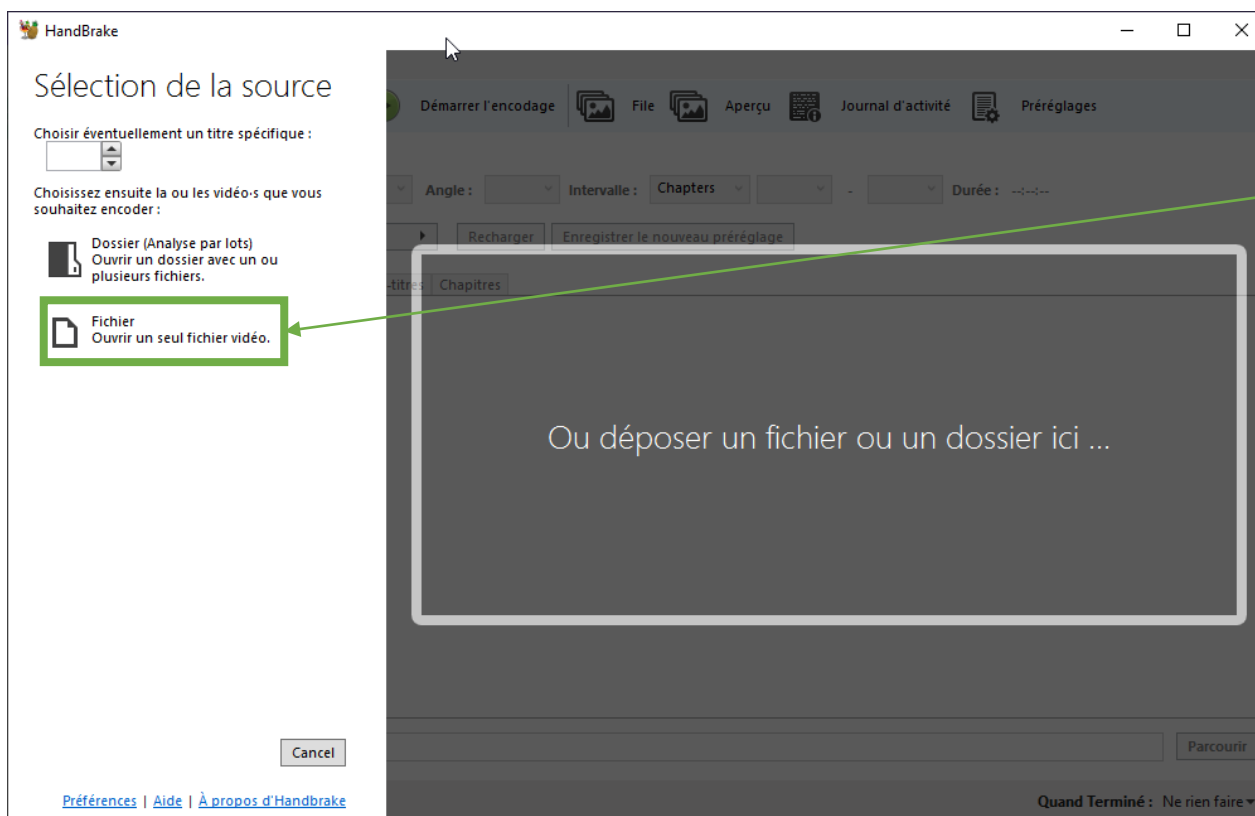 HandBrake
Sélection de la source
Choisir éventuellement un titre spécifique :
Choisissez ensuite la ou les vidéo·s que vous
souhaitez encoder :
Dossier (Analyse par lots)
Ouvrir un dossier avec un ou
plusieurs fichiers.
Fichier
Ouvrir un seul fichier vidéo.
Cancel
Préférences | Aide | À propos d'Handbrake
Démarrer l'encodage File Aperçu Journal d'activité Préréglages
Angle : Intervalle : Chapters - Durée : --:--:--
Recharger Enregistrer le nouveau préréglage
-titres Chapitres
Ou déposer un fichier ou un dossier ici ...
Parcourir
Quand Terminé : Ne rien faire